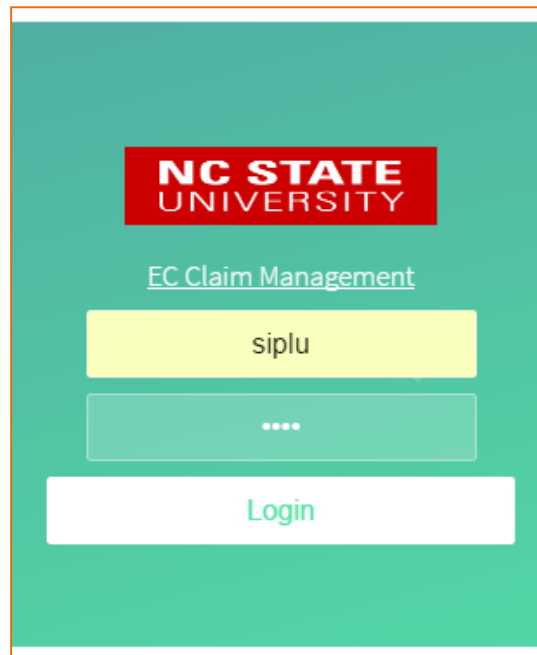 NC STATE
UNIVERSITY
EC Claim Management
siplu
••••
Login